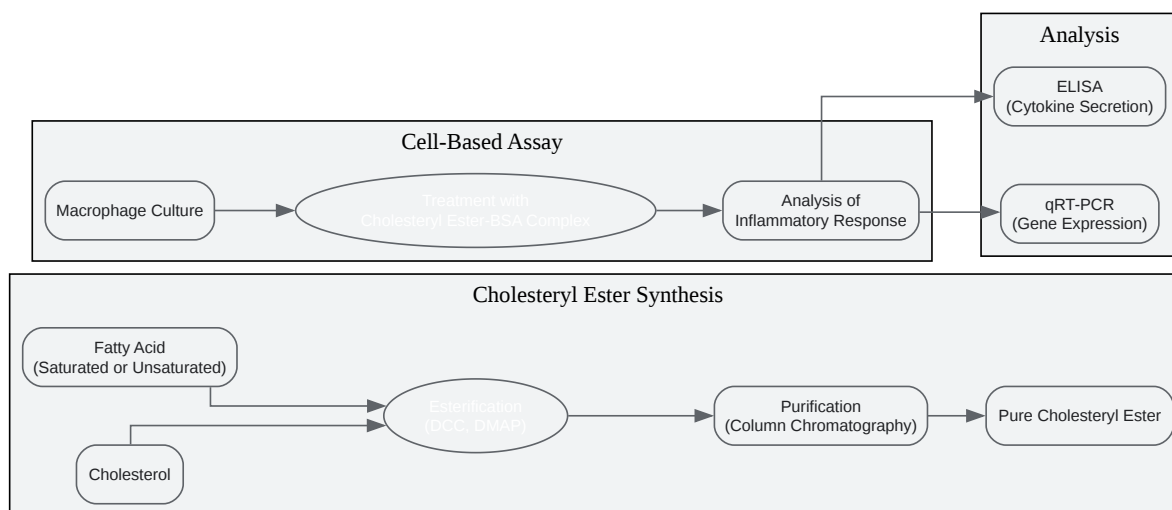 Analysis
ELISA
(Cytokine Secretion)
Cell-Based Assay
Macrophage Culture
Treatment with
Cholesteryl Ester-BSA Complex
Analysis of
Inflammatory Response
qRT-PCR
(Gene Expression)
Cholesteryl Ester Synthesis
Fatty Acid
(Saturated or Unsaturated)
Esterification
(DCC, DMAP)
Purification
(Column Chromatography)
Pure Cholesteryl Ester
Cholesterol